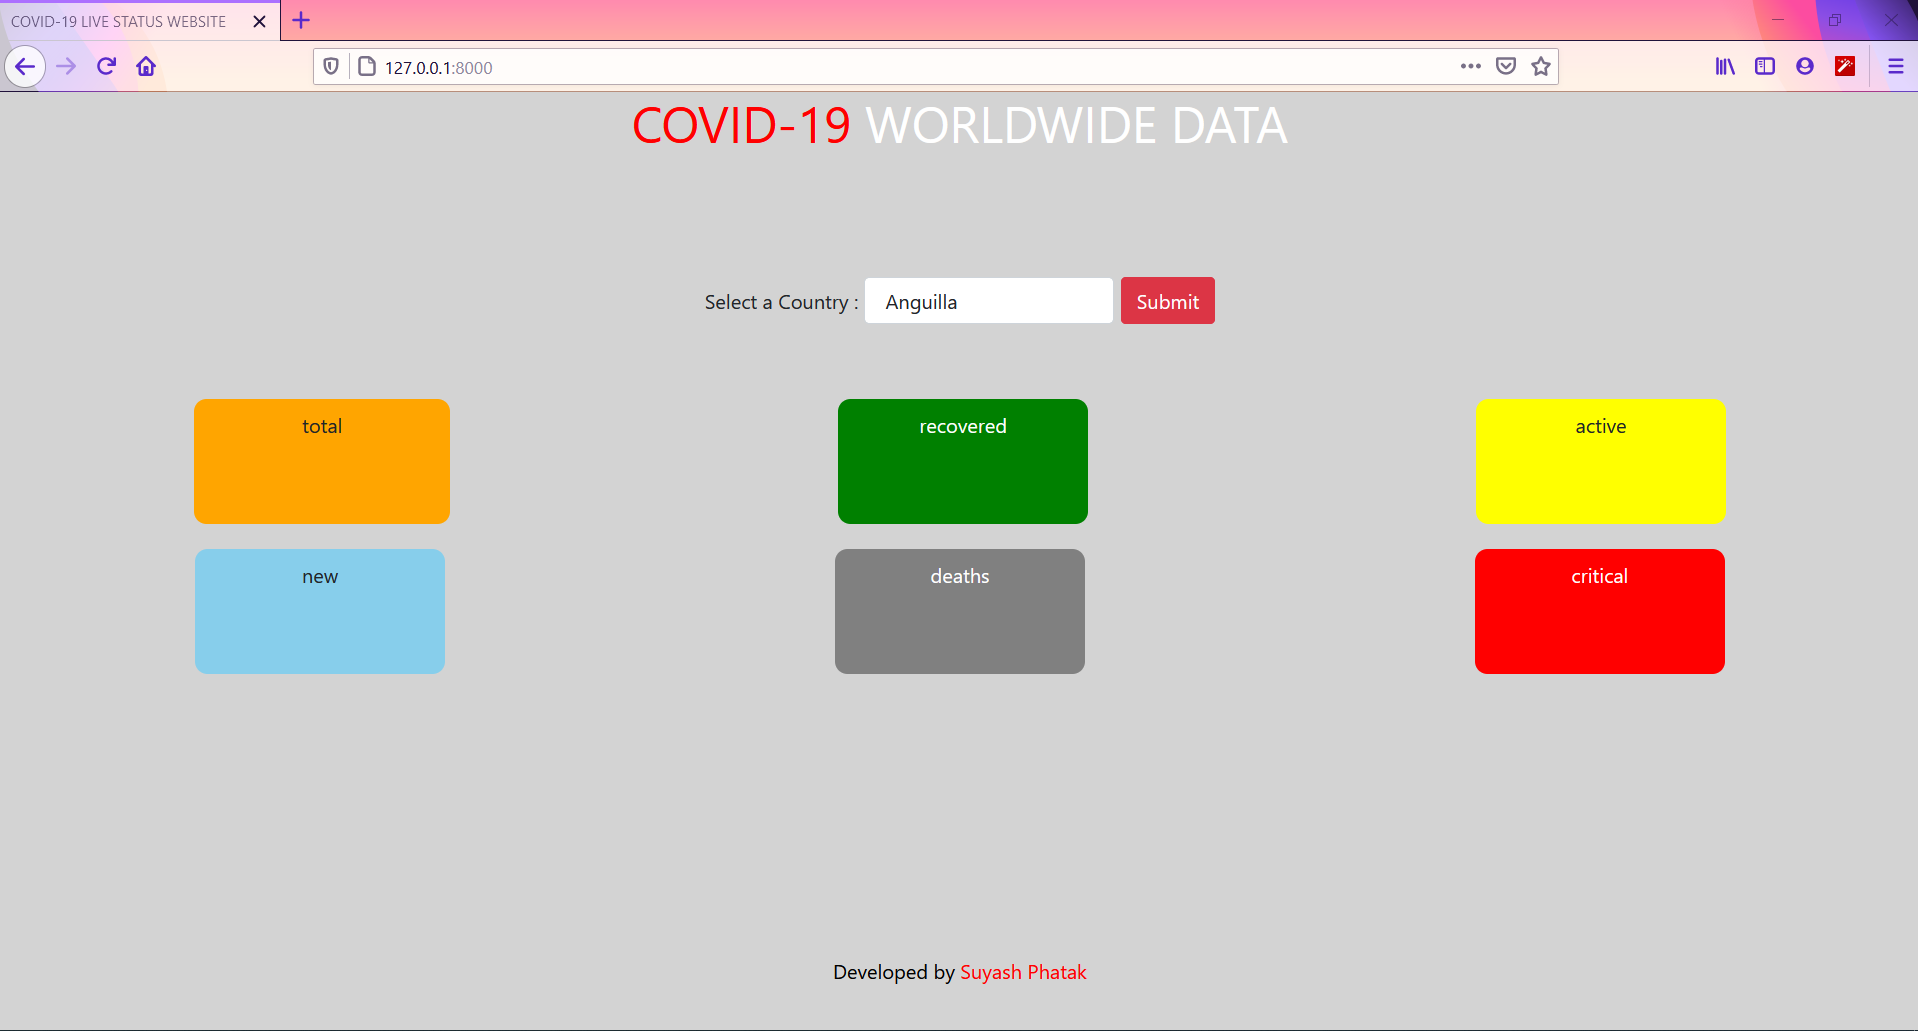 COVID-19 LIVE STATUS WEBSITE
127.0.0.1:8000
COVID-19 WORLDWIDE DATA
Select a Country : Anguilla Submit
total recovered active
new deaths critical
Developed by Suyash Phatak